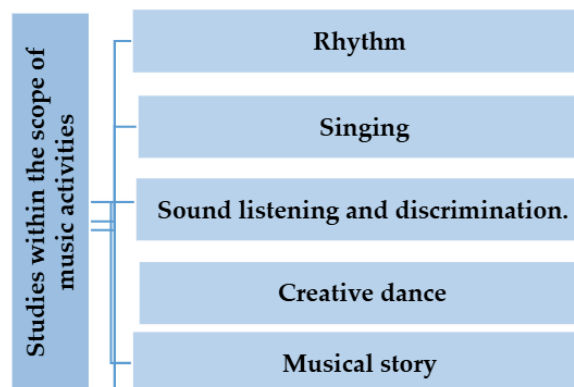 Studies within the scope of
music activities
Rhythm
Singing
Sound listening and discrimination.
Creative dance
Musical story